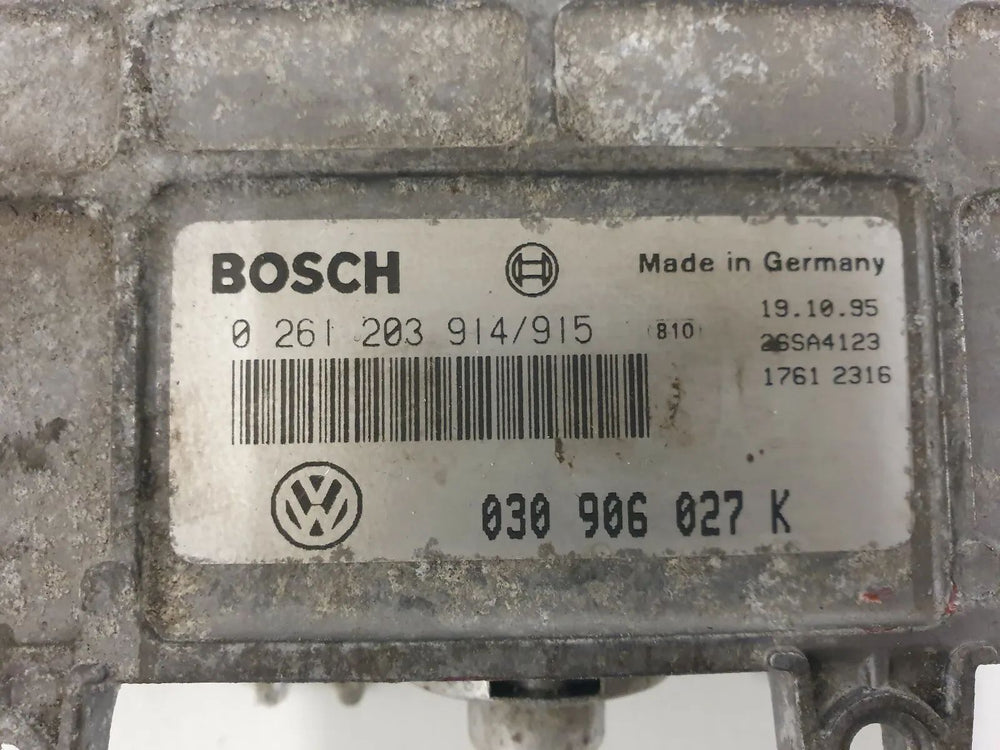 BOSCH
Made in Germany
0 261 203 914/915
(810)
19.10.95
26SA4123
1761 2316
030 906 027 K